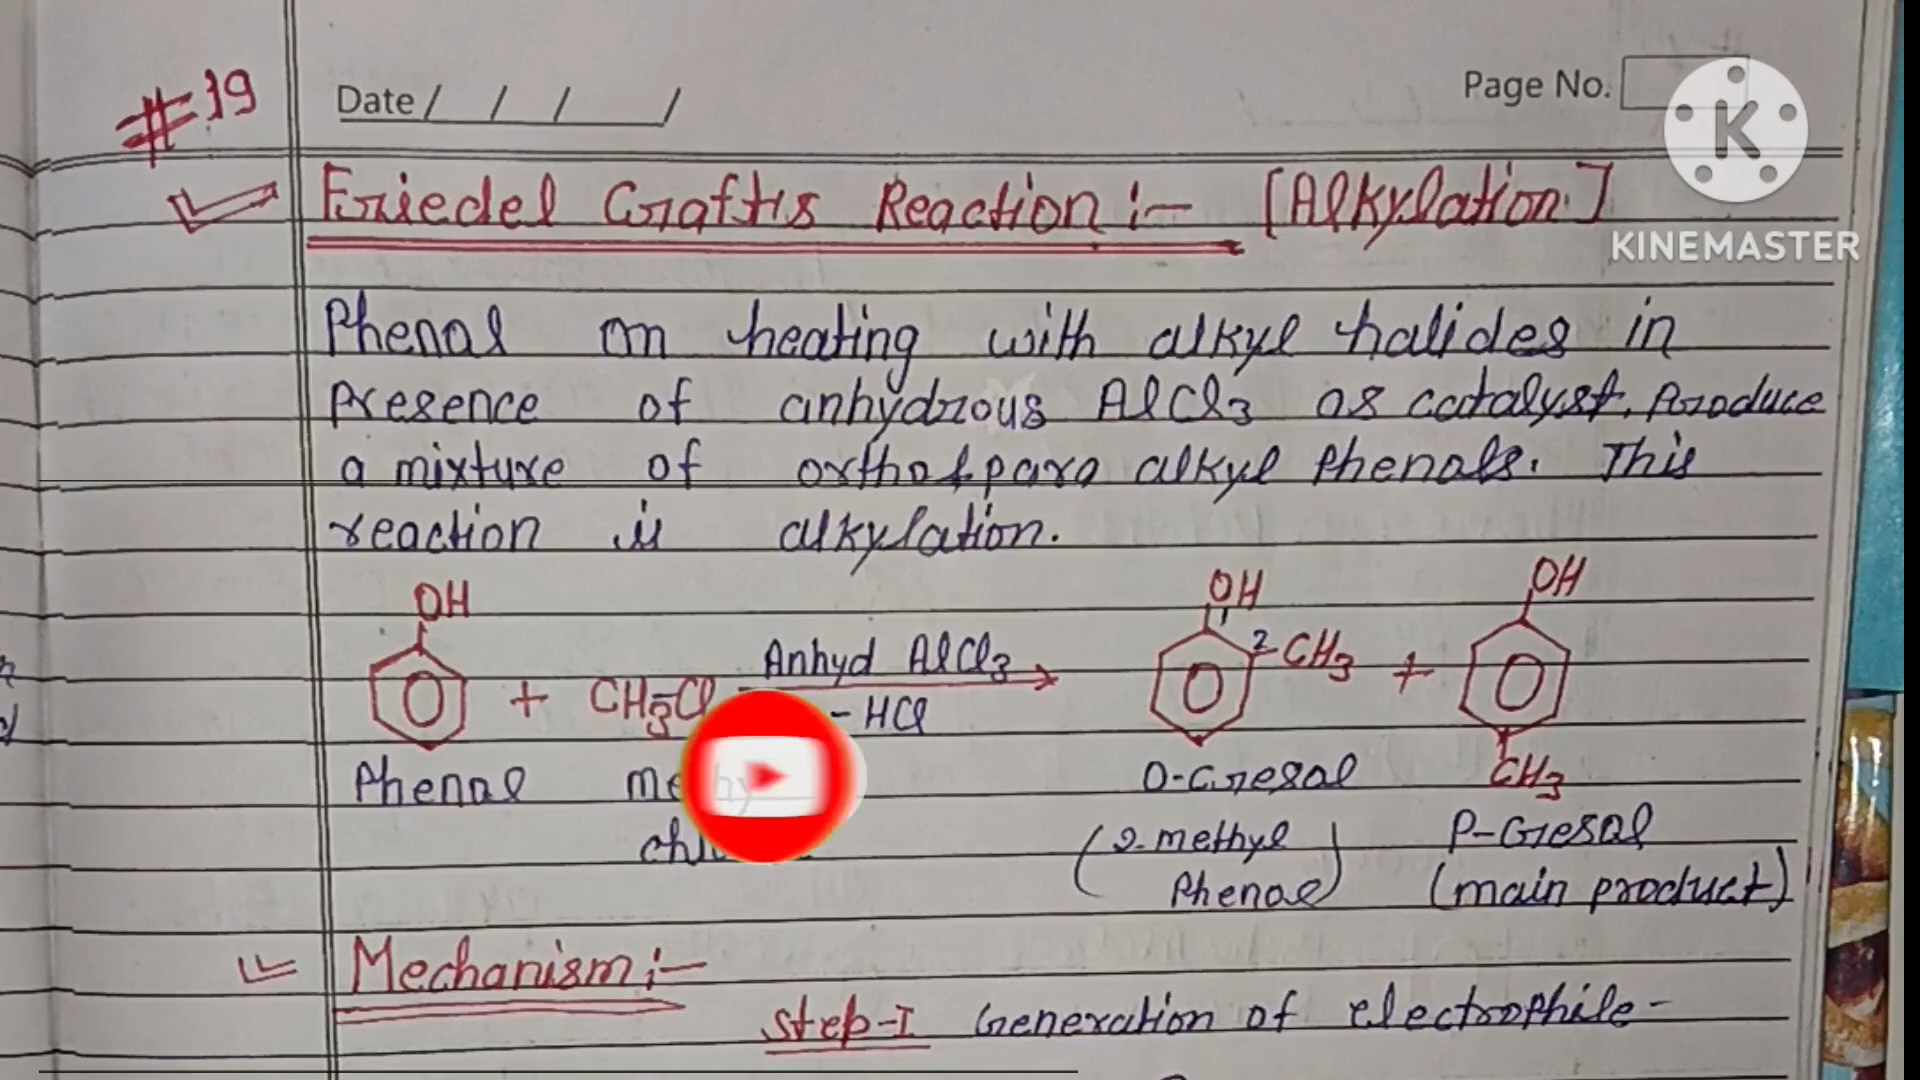 #19
Date / / / /
Page No.
K
KINEMASTER
Friedel Crafts Reaction :- [Alkylation]
Phenol on heating with alkyl halides in
presence of anhydrous AlCl3 as catalyst. Produce
a mixture of ortho & para alkyl phenols. This
reaction is alkylation.
OH OH OH
+ CH3Cl Anhyd AlCl3 2 CH3 +
-HCl
Phenol O-Cresol CH3
(2-methyl Phenol) P-Cresol
(main product)
Mechanism :-
Step-I Generation of electrophile-